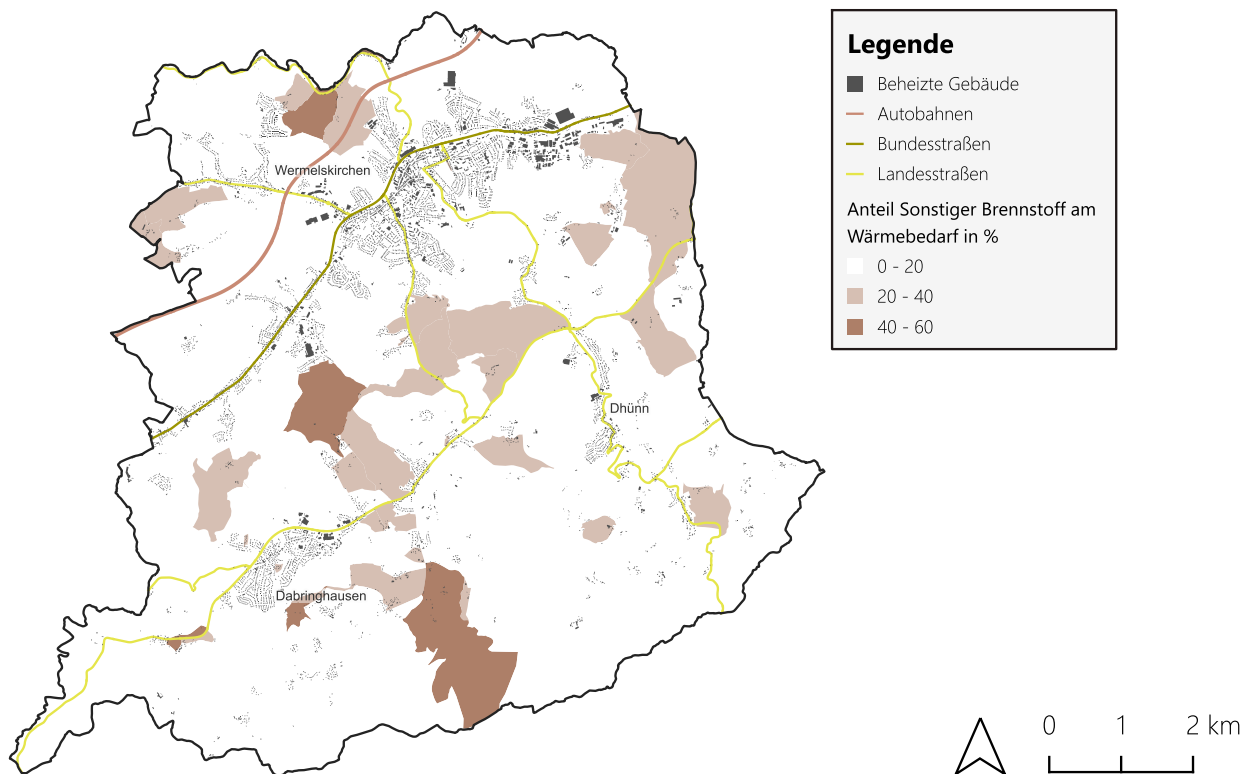 Legende
Beheizte Gebäude
Autobahnen
Bundesstraßen
Landesstraßen
Anteil Sonstiger Brennstoff am
Wärmebedarf in %
0 - 20
20 - 40
40 - 60
Wermelskirchen
Dhünn
Dabringhausen
0 1 2 km